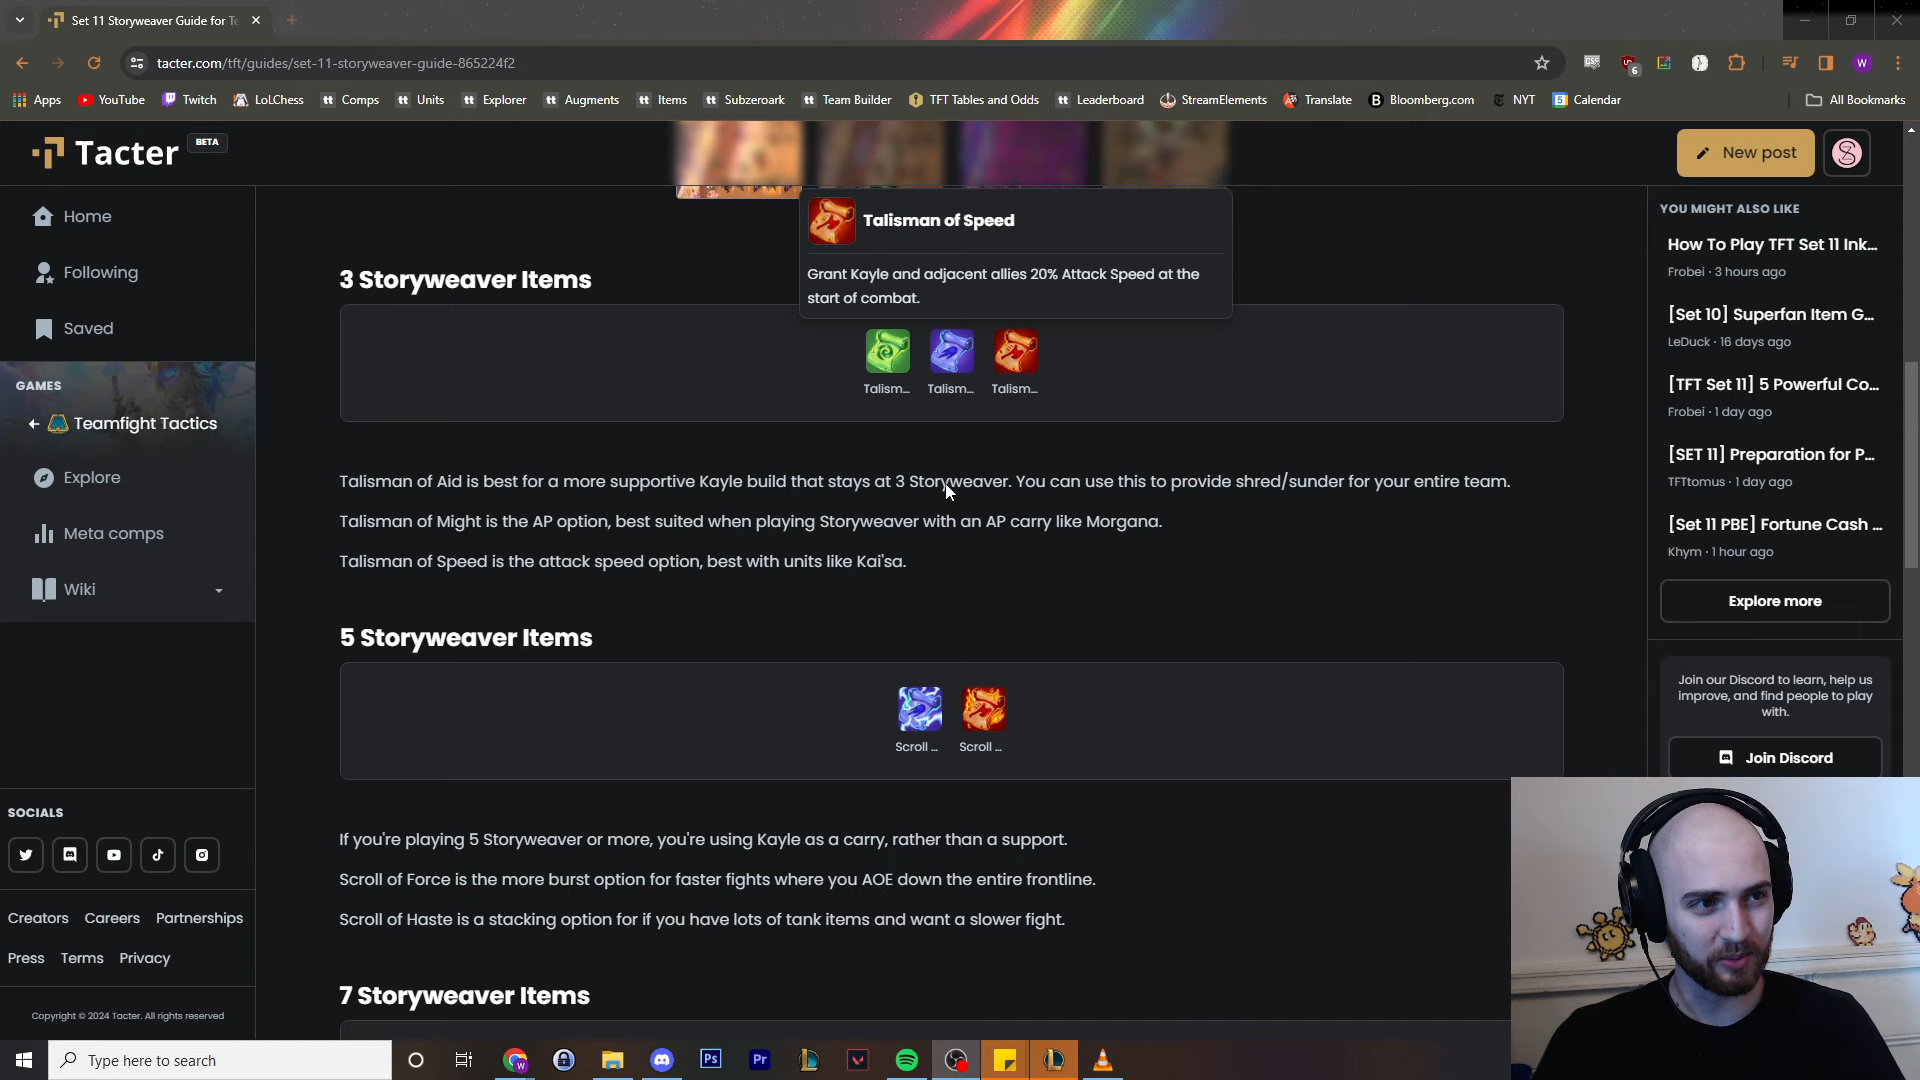 Set 11 Storyweaver Guide for Te
tacter.com/tft/guides/set-11-storyweaver-guide-865224f2
6
W
Apps
YouTube
Twitch
LoLChess
Comps
Units
Explorer
Augments
Items
Subzeroark
Team Builder
TFT Tables and Odds
Leaderboard
StreamElements
Translate
Bloomberg.com
NYT
Calendar
All Bookmarks
Tacter
BETA
New post
Home
Following
Saved
GAMES
Teamfight Tactics
Explore
Meta comps
Wiki
SOCIALS
Creators Careers Partnerships
Press Terms Privacy
Copyright © 2024 Tacter. All rights reserved
Talisman of Speed
Grant Kayle and adjacent allies 20% Attack Speed at the
start of combat.
3 Storyweaver Items
Talism...
Talism...
Talism...
Talisman of Aid is best for a more supportive Kayle build that stays at 3 Storyweaver. You can use this to provide shred/sunder for your entire team.
Talisman of Might is the AP option, best suited when playing Storyweaver with an AP carry like Morgana.
Talisman of Speed is the attack speed option, best with units like Kai'sa.
5 Storyweaver Items
Scroll ...
Scroll ...
If you're playing 5 Storyweaver or more, you're using Kayle as a carry, rather than a support.
Scroll of Force is the more burst option for faster fights where you AOE down the entire frontline.
Scroll of Haste is a stacking option for if you have lots of tank items and want a slower fight.
7 Storyweaver Items
YOU MIGHT ALSO LIKE
How To Play TFT Set 11 Ink...
Frobei · 3 hours ago
[Set 10] Superfan Item G...
LeDuck · 16 days ago
[TFT Set 11] 5 Powerful Co...
Frobei · 1 day ago
[SET 11] Preparation for P...
TFTtomus · 1 day ago
[Set 11 PBE] Fortune Cash ...
Khym · 1 hour ago
Explore more
Join our Discord to learn, help us
improve, and find people to play
with.
Join Discord
Type here to search
Ps
Pr